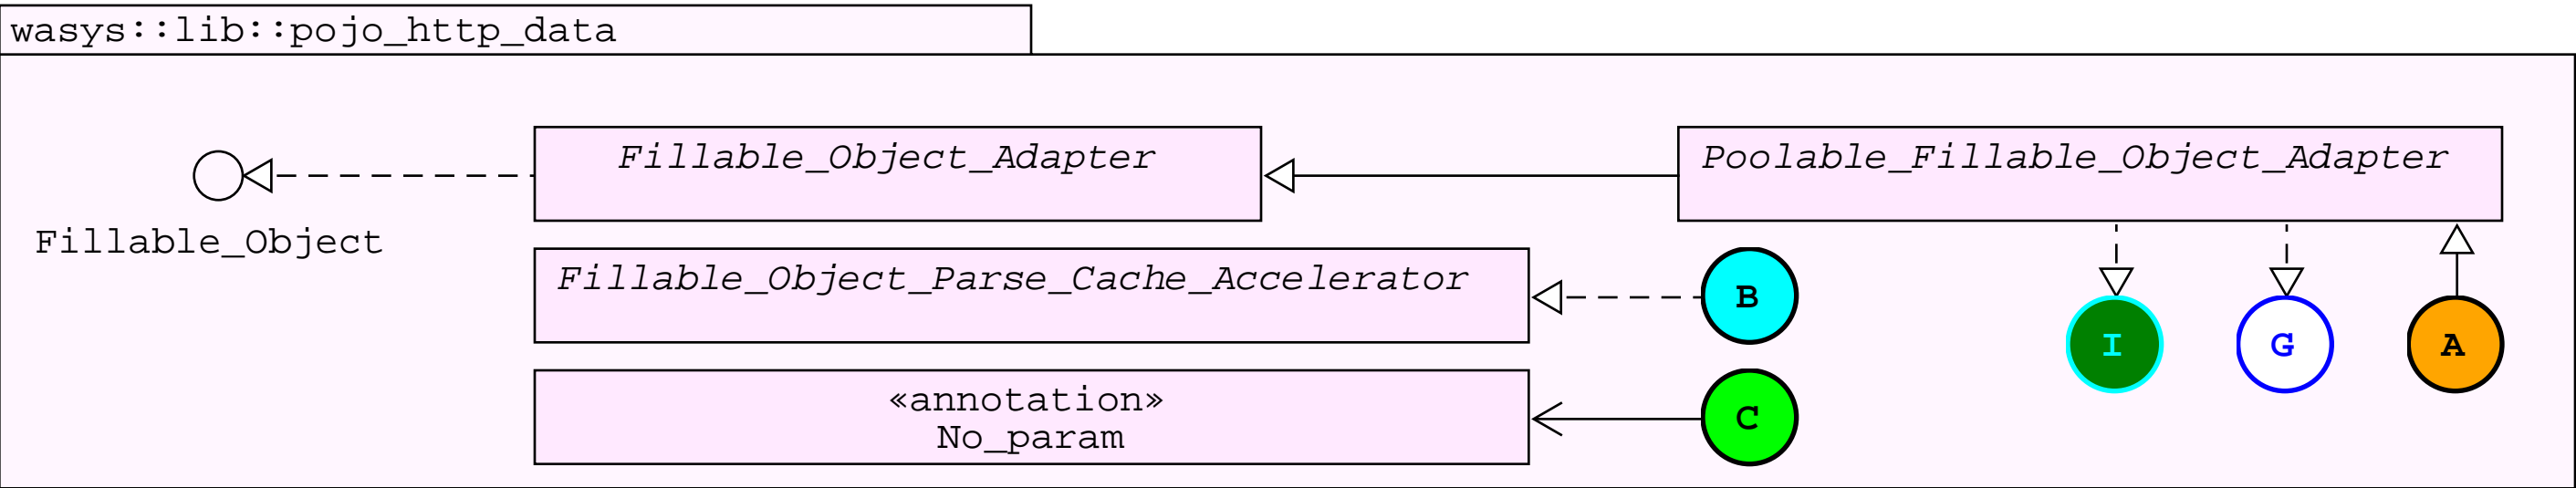 wasys::lib::pojo_http_data
Fillable_Object_Adapter
Poolable_Fillable_Object_Adapter
Fillable_Object
Fillable_Object_Parse_Cache_Accelerator
B
I
G
A
«annotation»
No_param
C